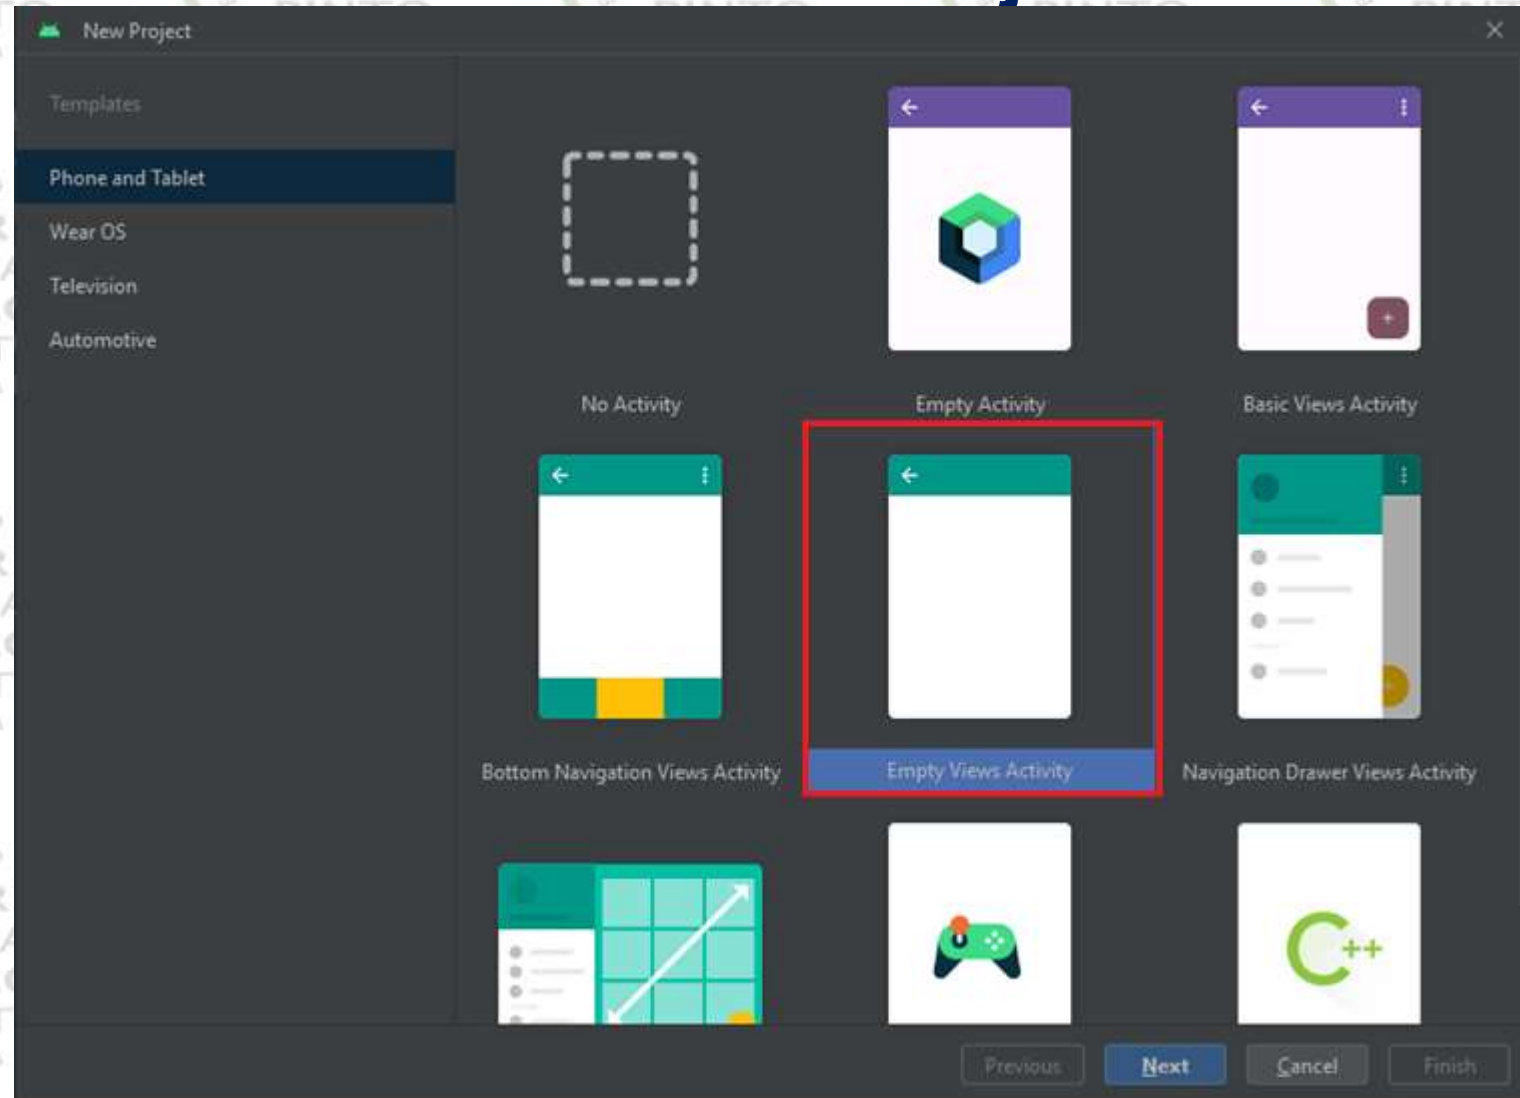 New Project
Templates
Phone and Tablet
Wear OS
Television
Automotive
No Activity
Empty Activity
Basic Views Activity
Bottom Navigation Views Activity
Empty Views Activity
Navigation Drawer Views Activity
C++
Previous
Next
Cancel
Finish